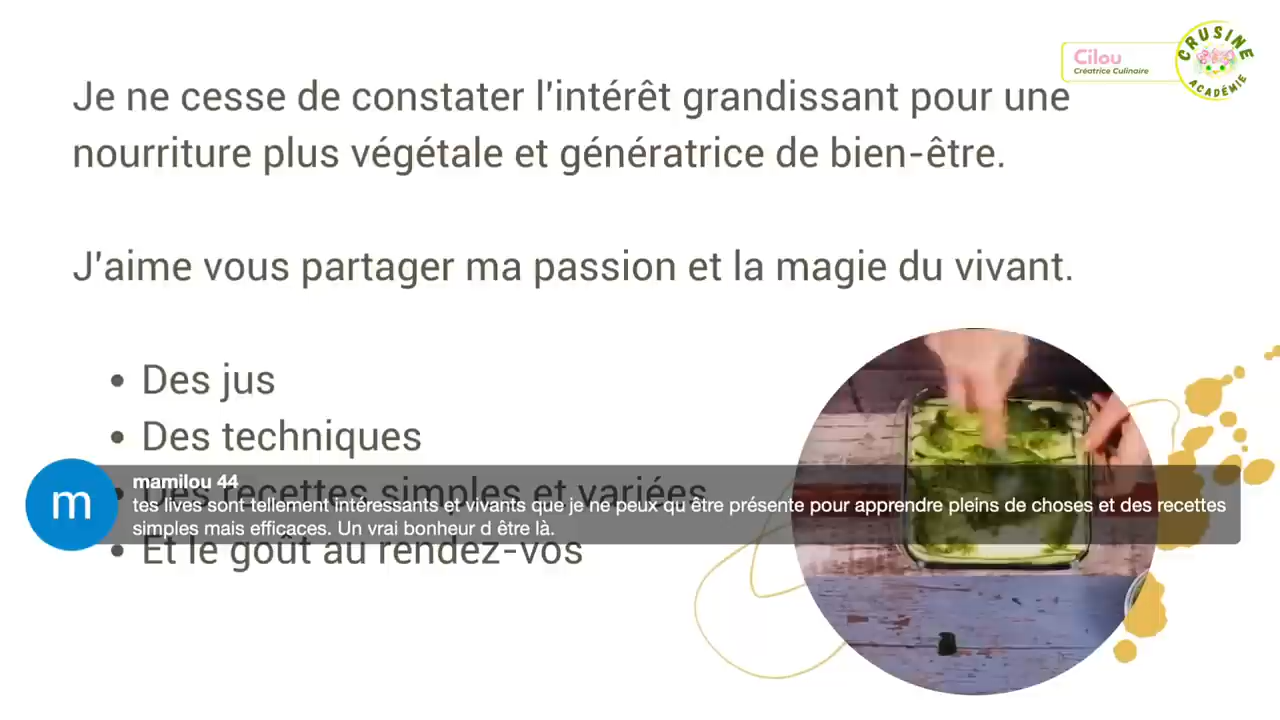 Cilou
Créatrice Culinaire
CRUSINE
ACADÉMIE
Je ne cesse de constater l'intérêt grandissant pour une
nourriture plus végétale et génératrice de bien-être.
J'aime vous partager ma passion et la magie du vivant.
• Des jus
• Des techniques
• Des recettes simples et variées
m
mamilou 44
tes lives sont tellement intéressants et vivants que je ne peux qu être présente pour apprendre pleins de choses et des recettes
simples mais efficaces. Un vrai bonheur d être là.
• Et le goût au rendez-vos